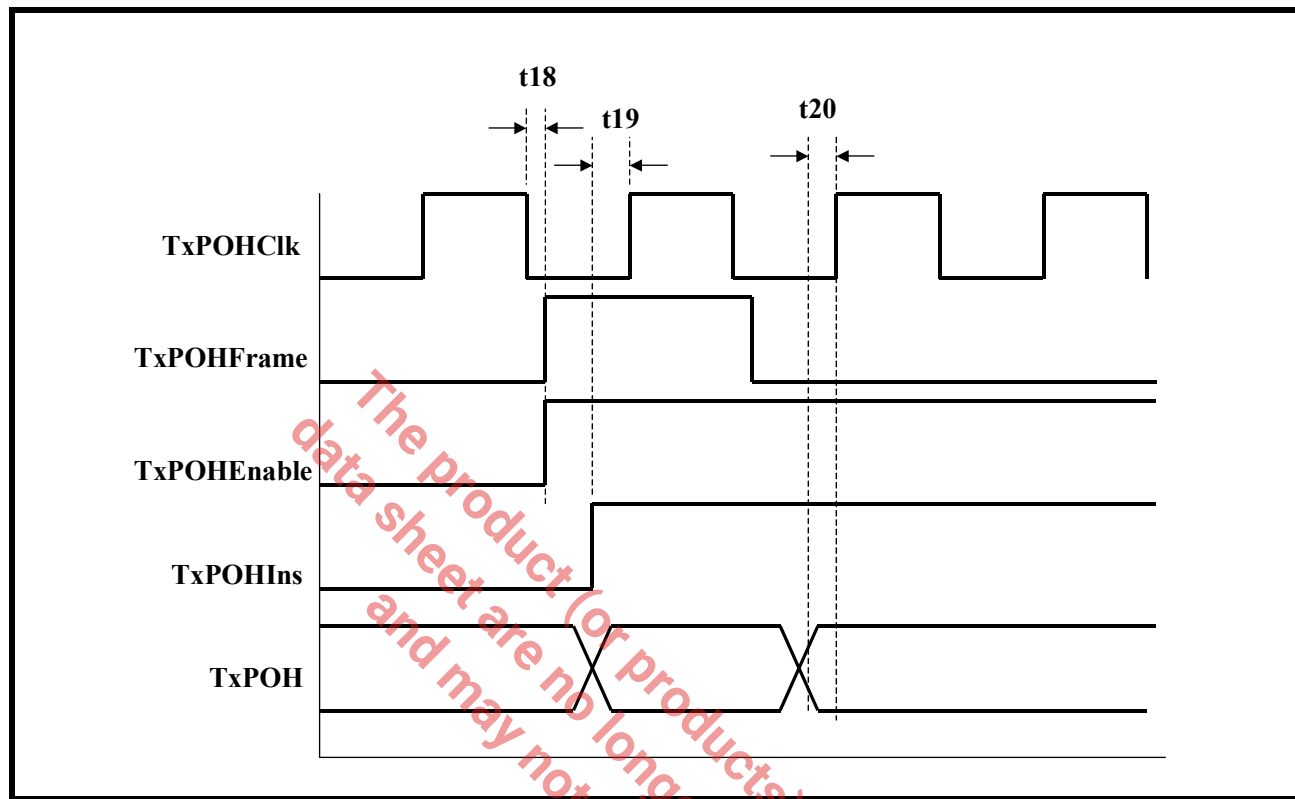 t18
t19
t20
TxPOHClk
TxPOHFrame
TxPOHEnable
TxPOHIns
TxPOH
The product (or products)
data sheet are no longe
and may not